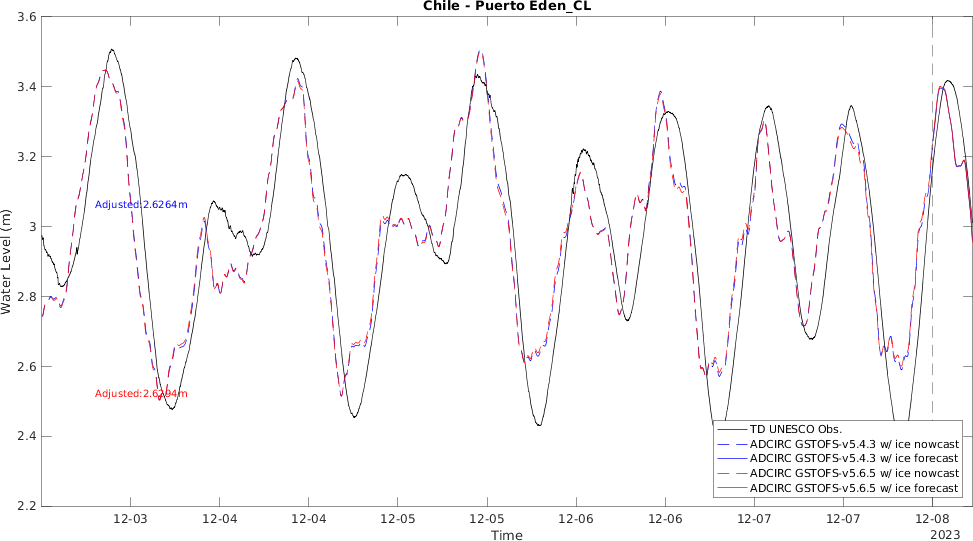 Chile - Puerto Eden_CL
3.6
3.4
3.2
3
2.8
2.6
2.4
2.2
Water Level (m)
Adjusted:2.6264m
Adjusted:2.6294m
TD UNESCO Obs.
ADCIRC GSTOFS-v5.4.3 w/ ice nowcast
ADCIRC GSTOFS-v5.4.3 w/ ice forecast
ADCIRC GSTOFS-v5.6.5 w/ ice nowcast
ADCIRC GSTOFS-v5.6.5 w/ ice forecast
12-03 12-04 12-04 12-05 12-05 12-06 12-06 12-07 12-07 12-08
2023
Time